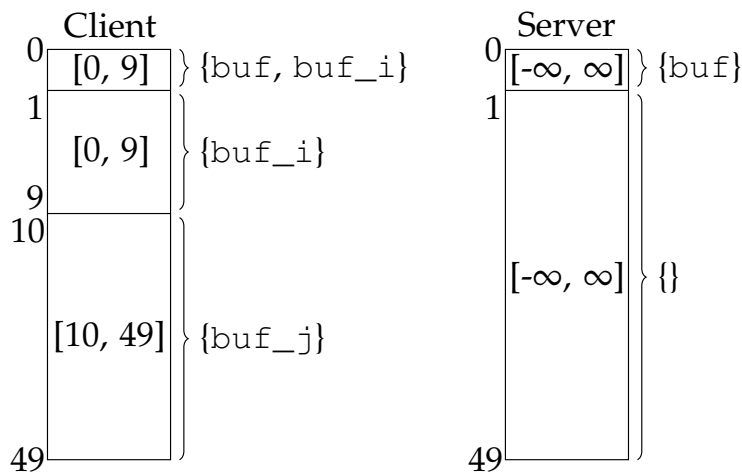 Client
0
[0, 9]
{buf, buf_i}
1
[0, 9]
{buf_i}
9
10
[10, 49]
{buf_j}
49
Server
0
[-∞, ∞]
{buf}
1
[-∞, ∞]
{}
49